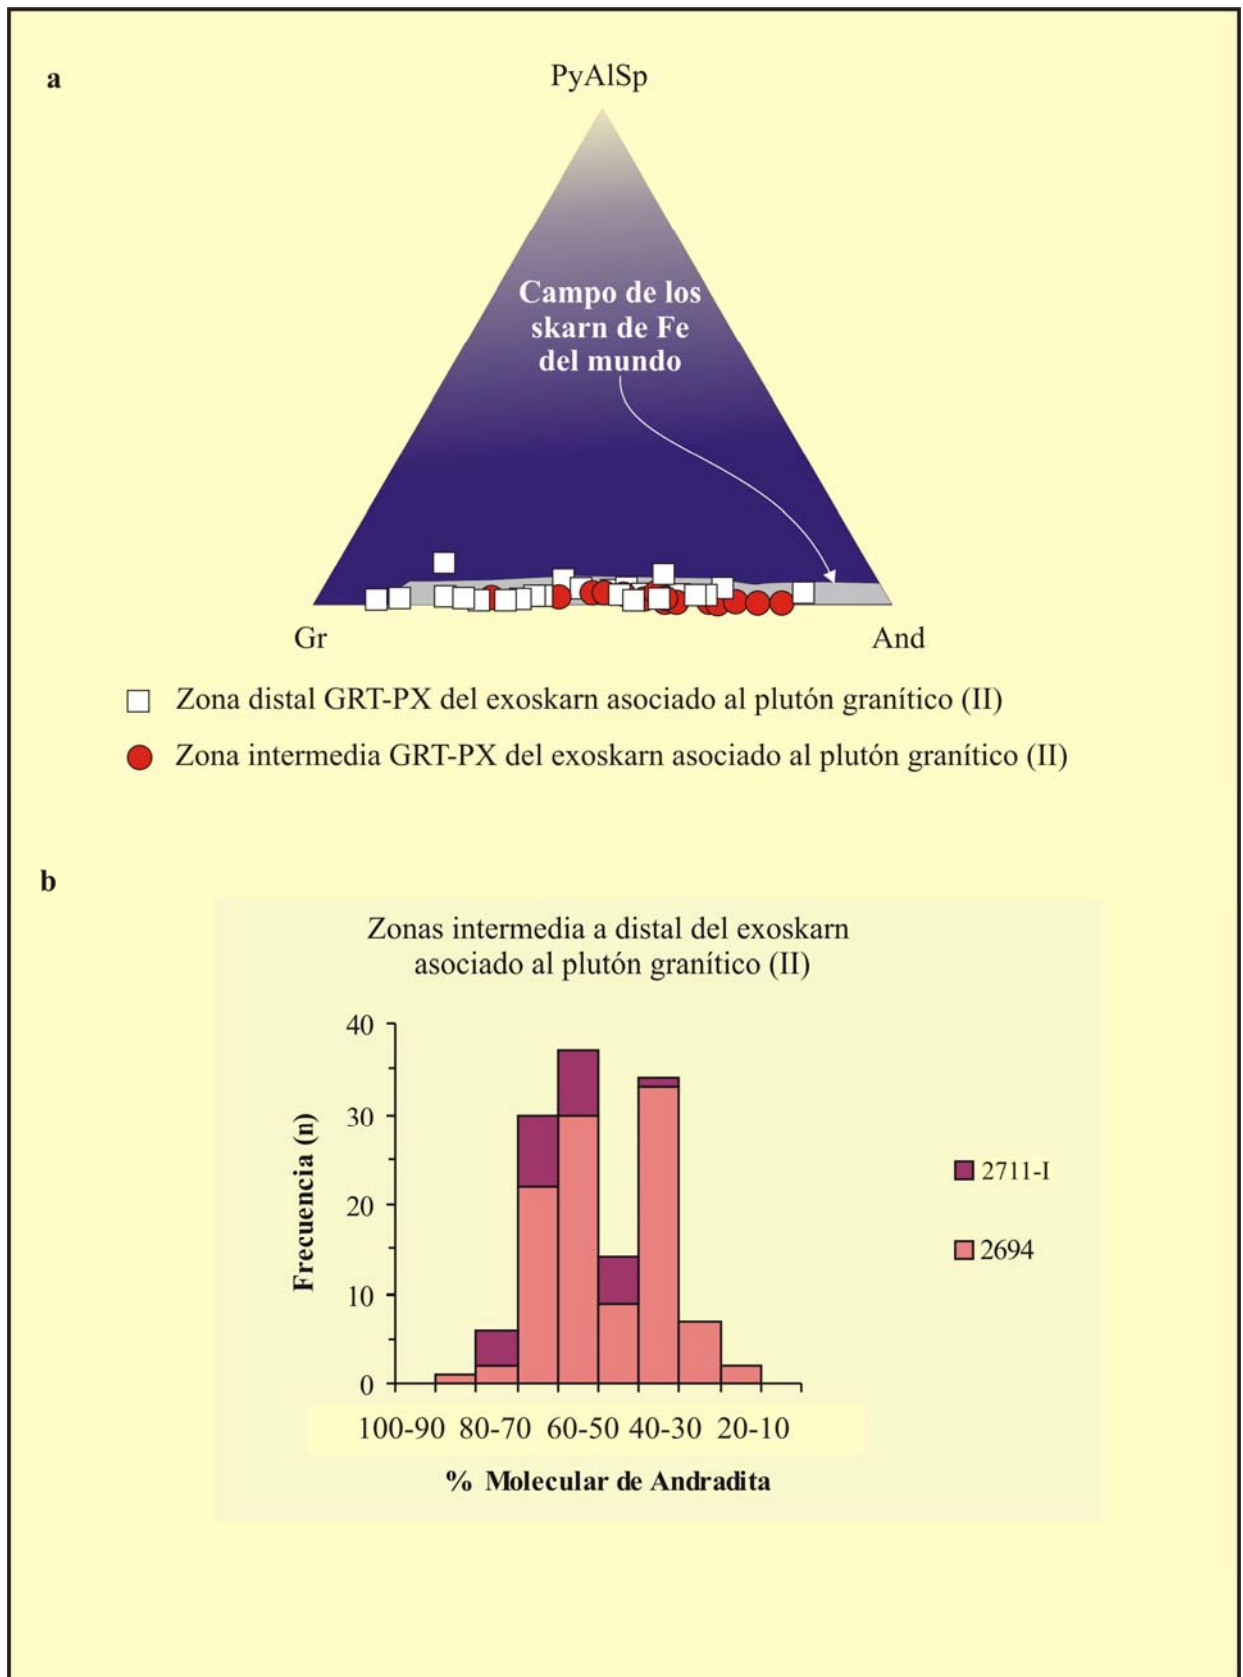 a
PyAlSp
Campo de los
skarn de Fe
del mundo
Gr
And
Zona distal GRT-PX del exoskarn asociado al plutón granítico (II)
Zona intermedia GRT-PX del exoskarn asociado al plutón granítico (II)
b
Zonas intermedia a distal del exoskarn
asociado al plutón granítico (II)
40
30
20
10
0
Frecuencia (n)
2711-I
2694
100-90 80-70 60-50 40-30 20-10
% Molecular de Andradita